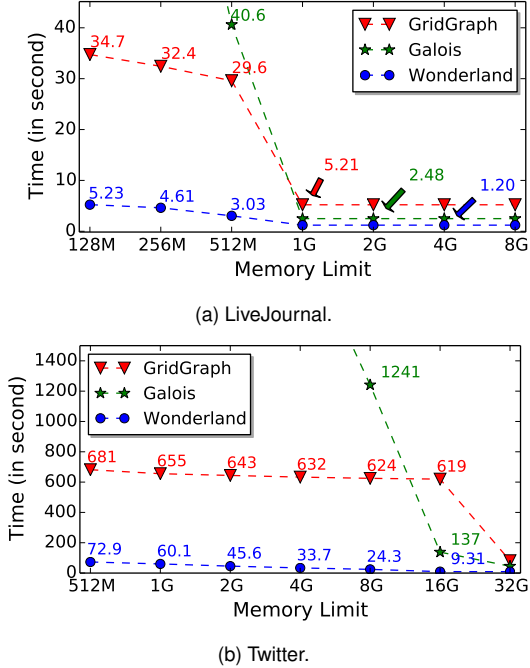 40.6
34.7
32.4
29.6
GridGraph
Galois
Wonderland
5.21
2.48
1.20
5.23
4.61
3.03
40
30
20
10
0
Time (in second)
128M 256M 512M 1G 2G 4G 8G
Memory Limit
(a) LiveJournal.
GridGraph
Galois
Wonderland
1241
681
655
643
632
624
619
137
72.9
60.1
45.6
33.7
24.3
9.31
1400
1200
1000
800
600
400
200
0
Time (in second)
512M 1G 2G 4G 8G 16G 32G
Memory Limit
(b) Twitter.